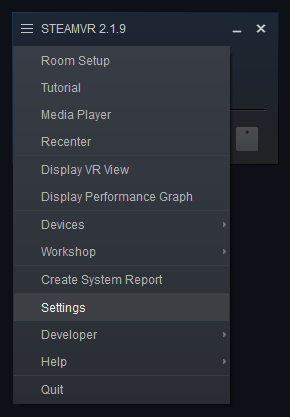 STEAMVR 2.1.9
Room Setup
Tutorial
Media Player
Recenter
Display VR View
Display Performance Graph
Devices
Workshop
Create System Report
Settings
Developer
Help
Quit